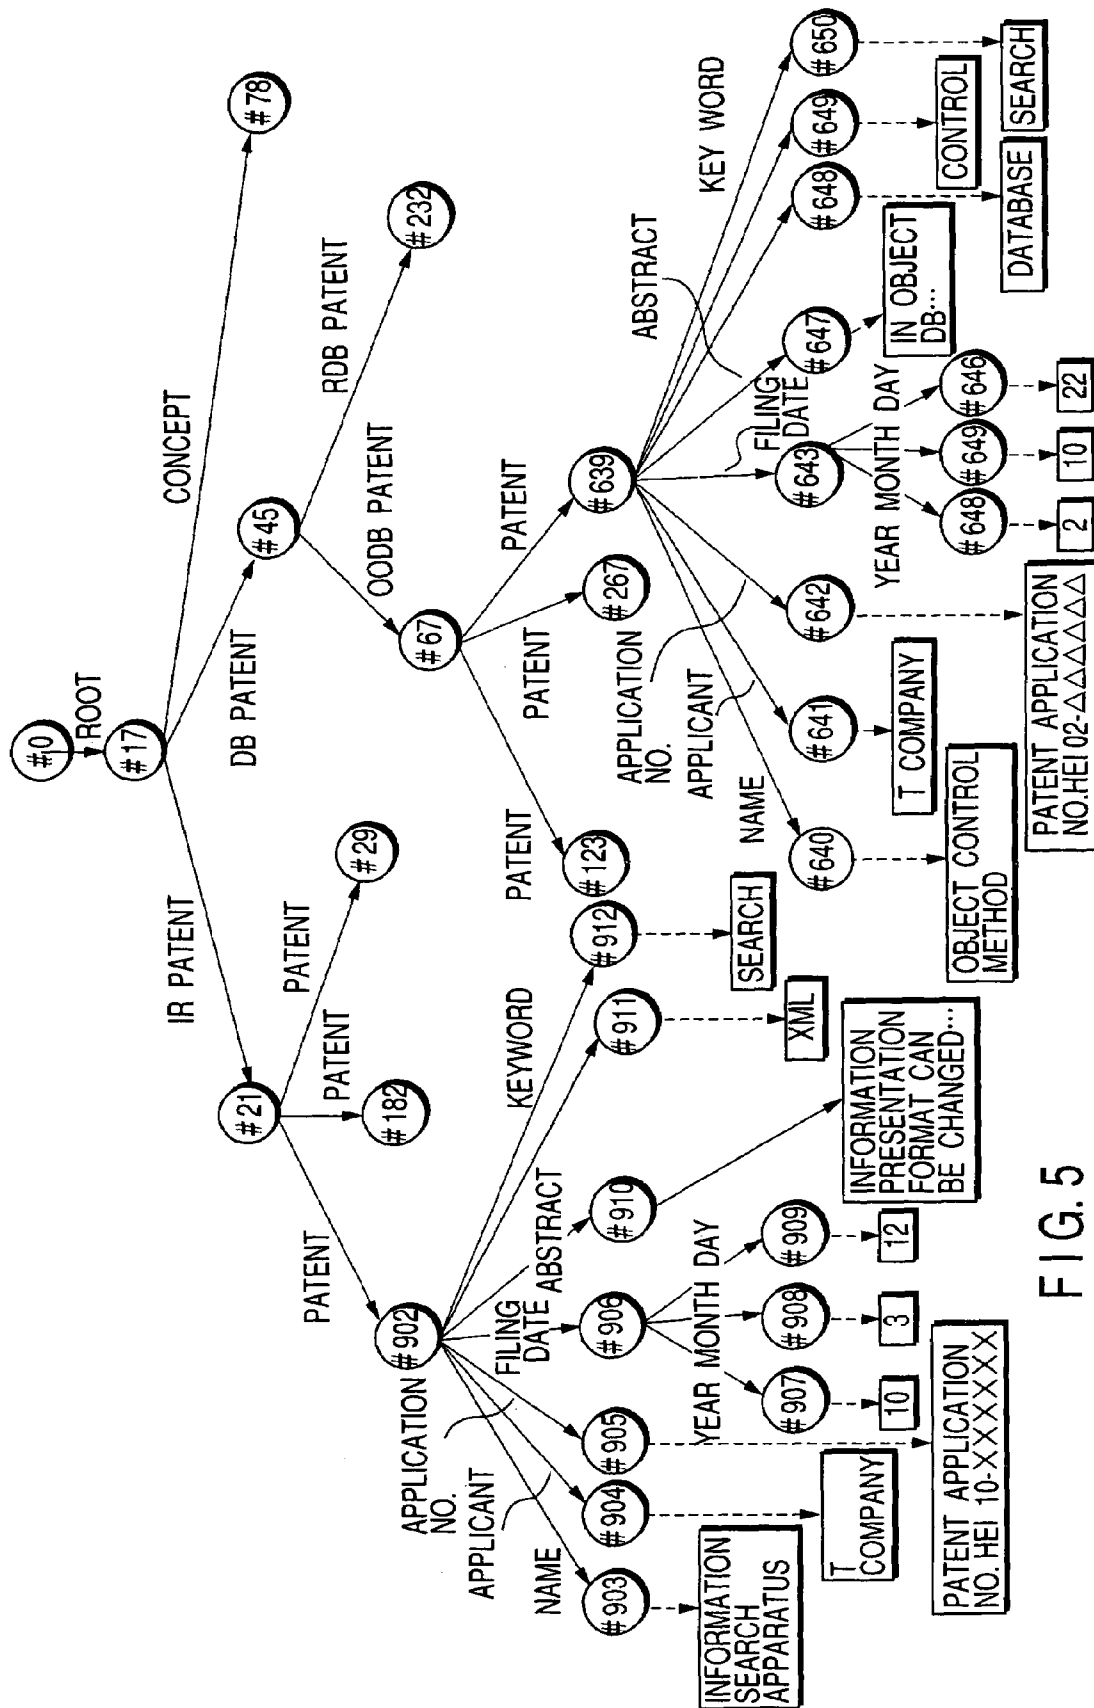 #0
ROOT
#17
IR PATENT
DB PATENT
CONCEPT
#21
#45
#78
PATENT
PATENT
PATENT
OODB PATENT
RDB PATENT
#902
#182
#29
#67
#232
PATENT
PATENT
PATENT
#123
#267
#639
NAME
APPLICANT
APPLICATION
NO.
FILING
DATE
ABSTRACT
KEYWORD
#903
#904
#905
#906
#910
#911
#912
YEAR
MONTH
DAY
#907
#908
#909
INFORMATION
SEARCH
APPARATUS
T
COMPANY
PATENT APPLICATION
NO. HEI 10-XXXXXX
10
3
12
INFORMATION
PRESENTATION
FORMAT CAN
BE CHANGED...
XML
SEARCH
NAME
APPLICANT
APPLICATION
NO.
FILING
DATE
ABSTRACT
KEY WORD
#640
#641
#642
#643
#647
#648
#649
#650
YEAR
MONTH
DAY
#648
#649
#646
OBJECT CONTROL
METHOD
T COMPANY
PATENT APPLICATION
NO.HEI 02-△△△△△△
2
10
22
IN OBJECT
DB...
DATABASE
CONTROL
SEARCH
FIG. 5